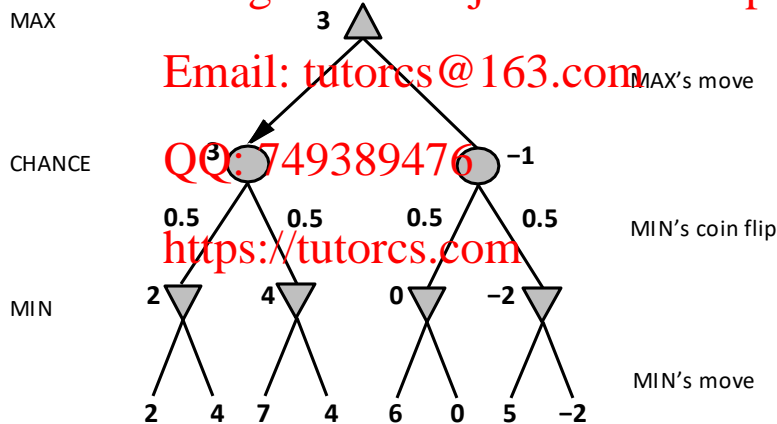 MAX
3
Email: tutorcs@163.com
MAX's move
CHANCE
3
QQ: 749389476
−1
0.5 0.5 0.5 0.5
MIN's coin flip
https://tutorcs.com
MIN
2 4 0 −2
MIN's move
2 4 7 4 6 0 5 −2